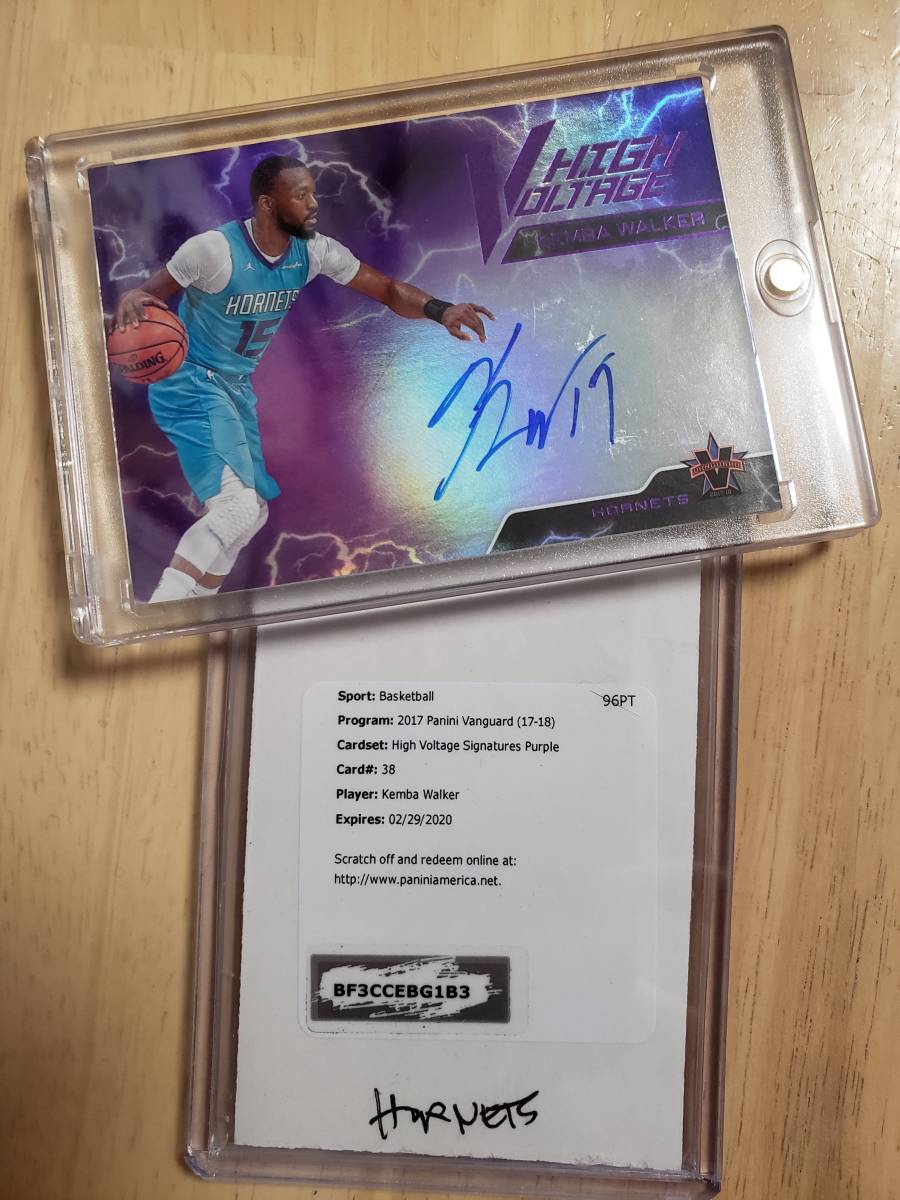 HIGH
VOLTAGE
KEMBA WALKER
HORNETS
15
SPALDING
HORNETS
2017-18
96PT
Sport: Basketball
Program: 2017 Panini Vanguard (17-18)
Cardset: High Voltage Signatures Purple
Card#: 38
Player: Kemba Walker
Expires: 02/29/2020
Scratch off and redeem online at:
http://www.paniniamerica.net.
BF3CCEBG1B3
HORNETS